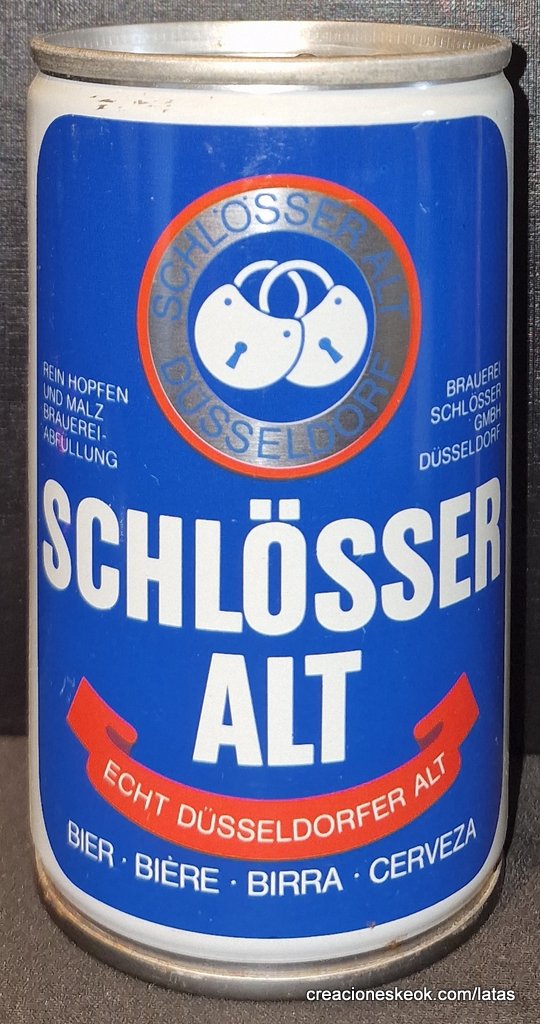 SCHLÖSSER ALT
DÜSSELDORF
REIN HOPFEN
UND MALZ
BRAUEREI-
ABFÜLLUNG
BRAUEREI
SCHLÖSSER
GMBH
DÜSSELDORF
SCHLÖSSER
ALT
ECHT DÜSSELDORFER ALT
BIER · BIÈRE · BIRRA · CERVEZA
creacioneskeok.com/latas